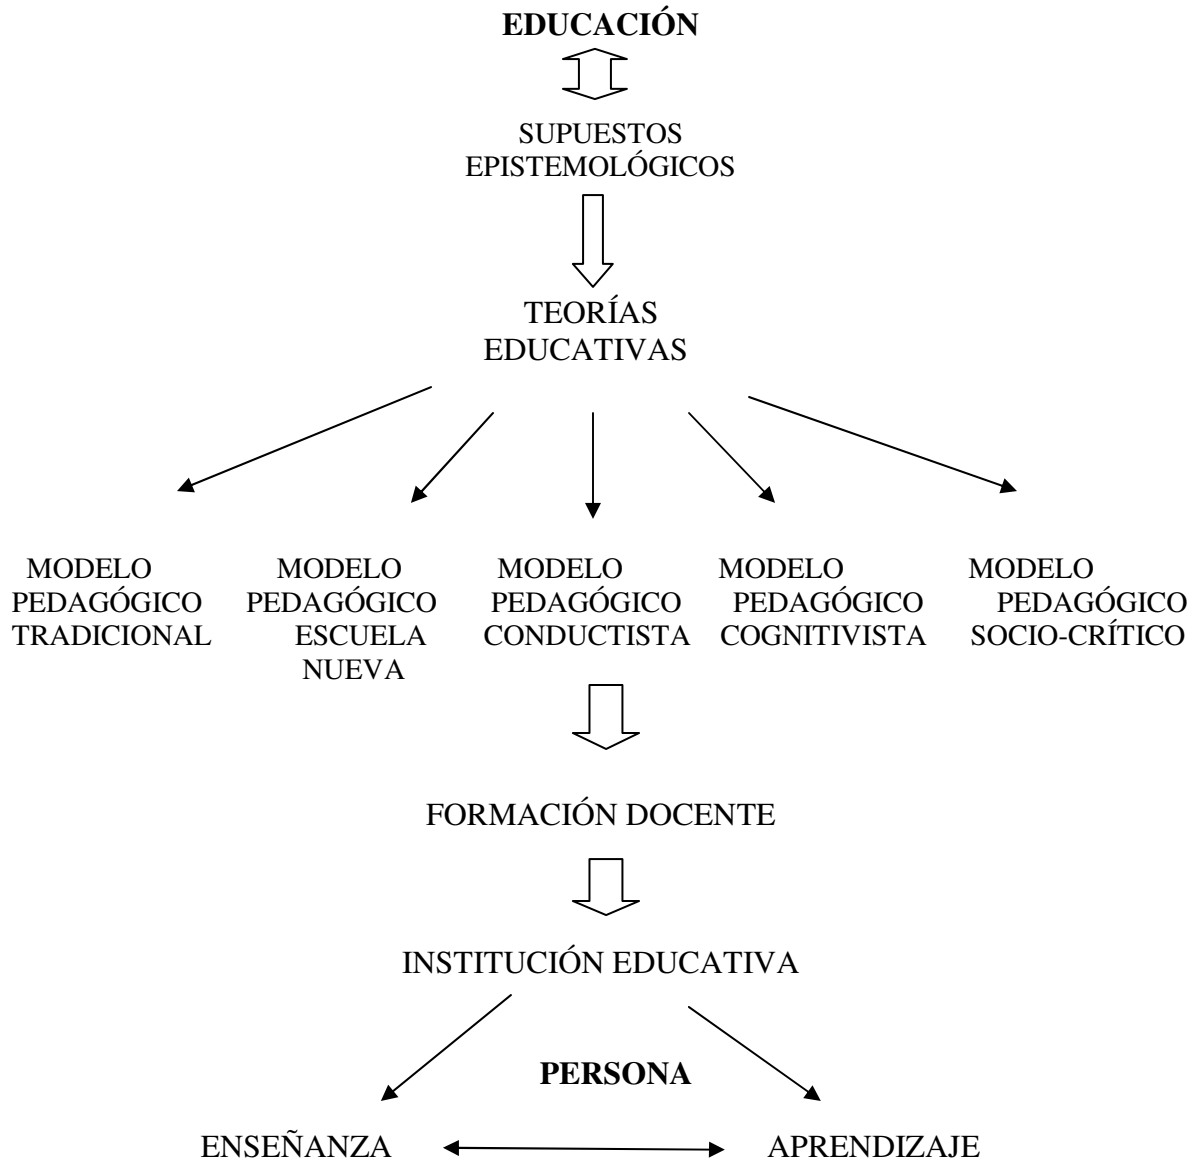 EDUCACIÓN
SUPUESTOS
EPISTEMOLÓGICOS
TEORÍAS
EDUCATIVAS
MODELO
PEDAGÓGICO
TRADICIONAL
MODELO
PEDAGÓGICO
ESCUELA
NUEVA
MODELO
PEDAGÓGICO
CONDUCTISTA
MODELO
PEDAGÓGICO
COGNITIVISTA
MODELO
PEDAGÓGICO
SOCIO-CRÍTICO
FORMACIÓN DOCENTE
INSTITUCIÓN EDUCATIVA
PERSONA
ENSEÑANZA
APRENDIZAJE